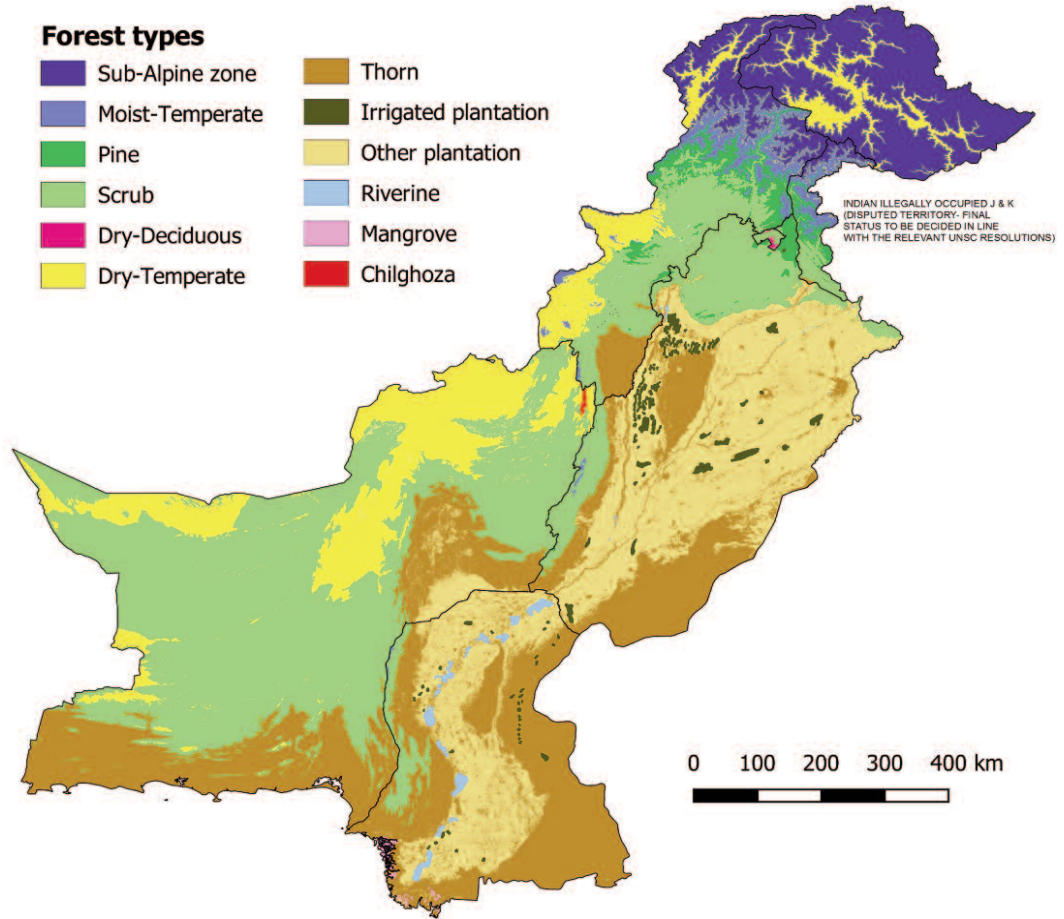 Forest types
Sub-Alpine zone
Moist-Temperate
Pine
Scrub
Dry-Deciduous
Dry-Temperate
Thorn
Irrigated plantation
Other plantation
Riverine
Mangrove
Chilghoza
INDIAN ILLEGALLY OCCUPIED J & K
(DISPUTED TERRITORY- FINAL
STATUS TO BE DECIDED IN LINE
WITH THE RELEVANT UNSC RESOLUTIONS)
0 100 200 300 400 km